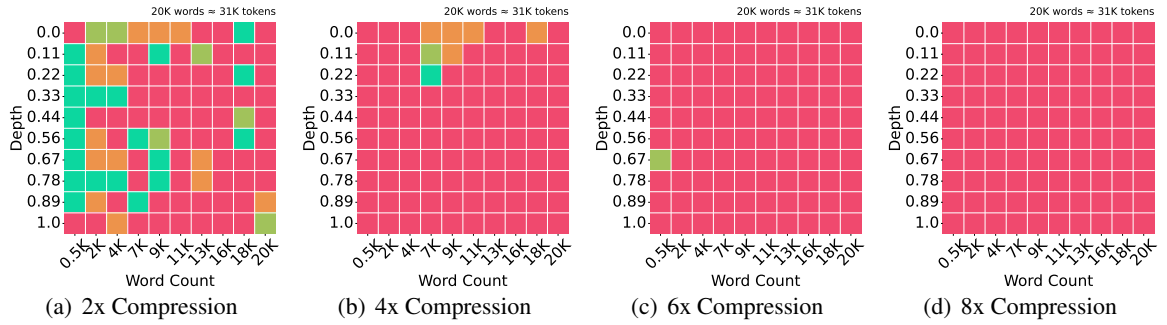 20K words ≈ 31K tokens
0.0
0.11
0.22
0.33
0.44
0.56
0.67
0.78
0.89
1.0
Depth
0.5K 2K 4K 7K 9K 11K 13K 16K 18K 20K
Word Count
(a) 2x Compression
20K words ≈ 31K tokens
0.0
0.11
0.22
0.33
0.44
0.56
0.67
0.78
0.89
1.0
Depth
0.5K 2K 4K 7K 9K 11K 13K 16K 18K 20K
Word Count
(b) 4x Compression
20K words ≈ 31K tokens
0.0
0.11
0.22
0.33
0.44
0.56
0.67
0.78
0.89
1.0
Depth
0.5K 2K 4K 7K 9K 11K 13K 16K 18K 20K
Word Count
(c) 6x Compression
20K words ≈ 31K tokens
0.0
0.11
0.22
0.33
0.44
0.56
0.67
0.78
0.89
1.0
Depth
0.5K 2K 4K 7K 9K 11K 13K 16K 18K 20K
Word Count
(d) 8x Compression